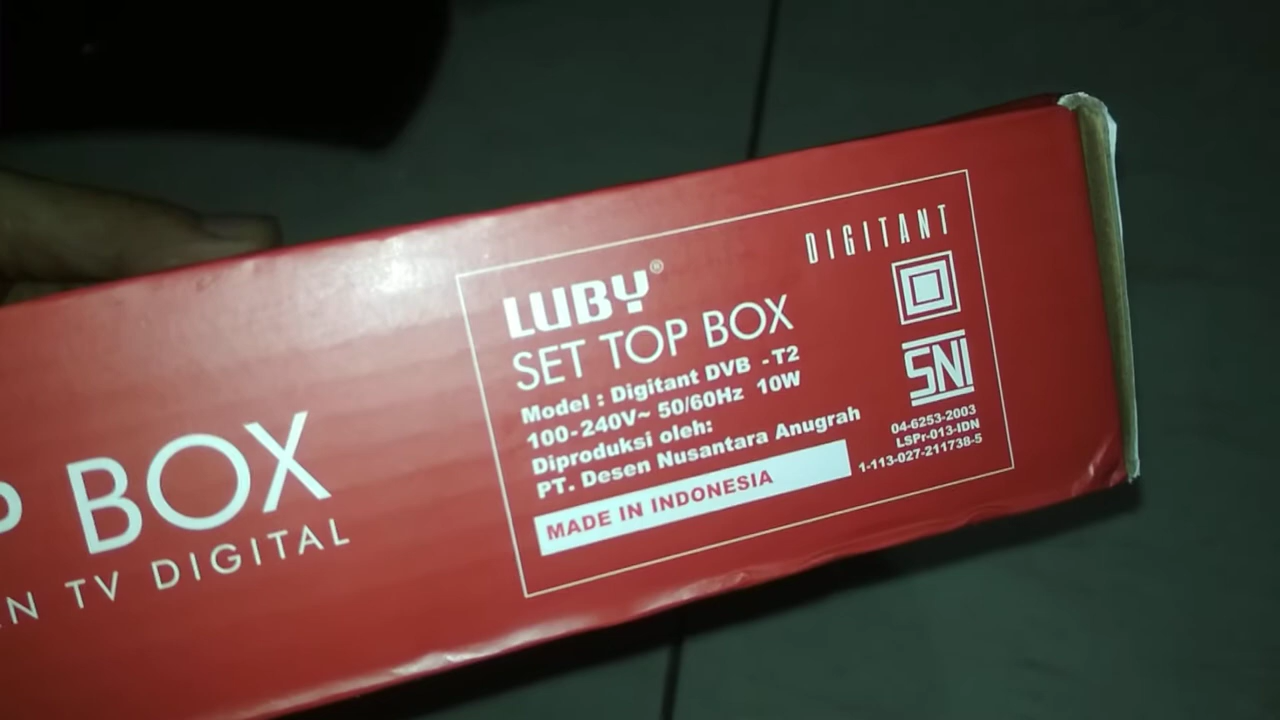 BOX
TV DIGITAL
DIGITANT
LUBY®
SET TOP BOX
Model : Digitant DVB -T2
100-240V~ 50/60Hz 10W
Diproduksi oleh:
PT. Desen Nusantara Anugrah
MADE IN INDONESIA
SNI
04-6253-2003
LSPr-013-IDN
1-113-027-211738-5